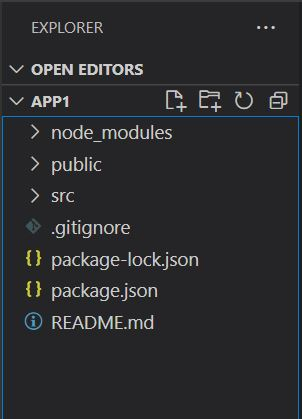 EXPLORER
OPEN EDITORS
APP1
node_modules
public
src
.gitignore
package-lock.json
package.json
README.md